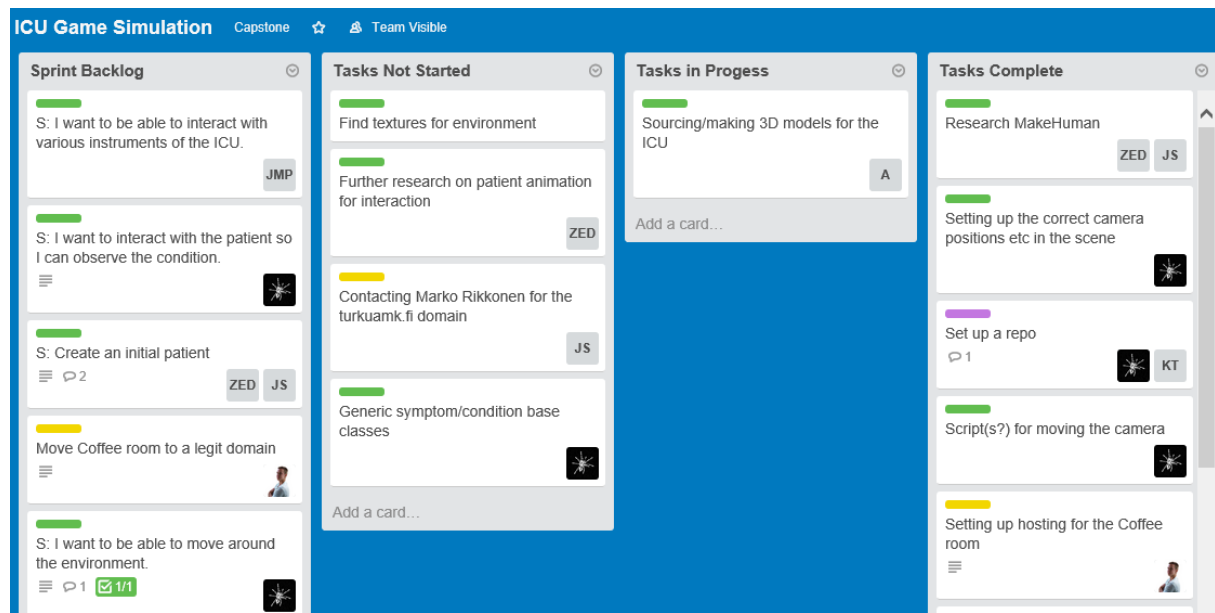 ICU Game Simulation Capstone Team Visible
Sprint Backlog
S: I want to be able to interact with
various instruments of the ICU.
JMP
S: I want to interact with the patient so
I can observe the condition.
S: Create an initial patient
2 ZED JS
Move Coffee room to a legit domain
S: I want to be able to move around
the environment.
1 1/1
Tasks Not Started
Find textures for environment
Further research on patient animation
for interaction
ZED
Contacting Marko Rikkonen for the
turkuamk.fi domain
JS
Generic symptom/condition base
classes
Add a card...
Tasks in Progess
Sourcing/making 3D models for the
ICU
A
Add a card...
Tasks Complete
Research MakeHuman
ZED JS
Setting up the correct camera
positions etc in the scene
Set up a repo
1 KT
Script(s?) for moving the camera
Setting up hosting for the Coffee
room